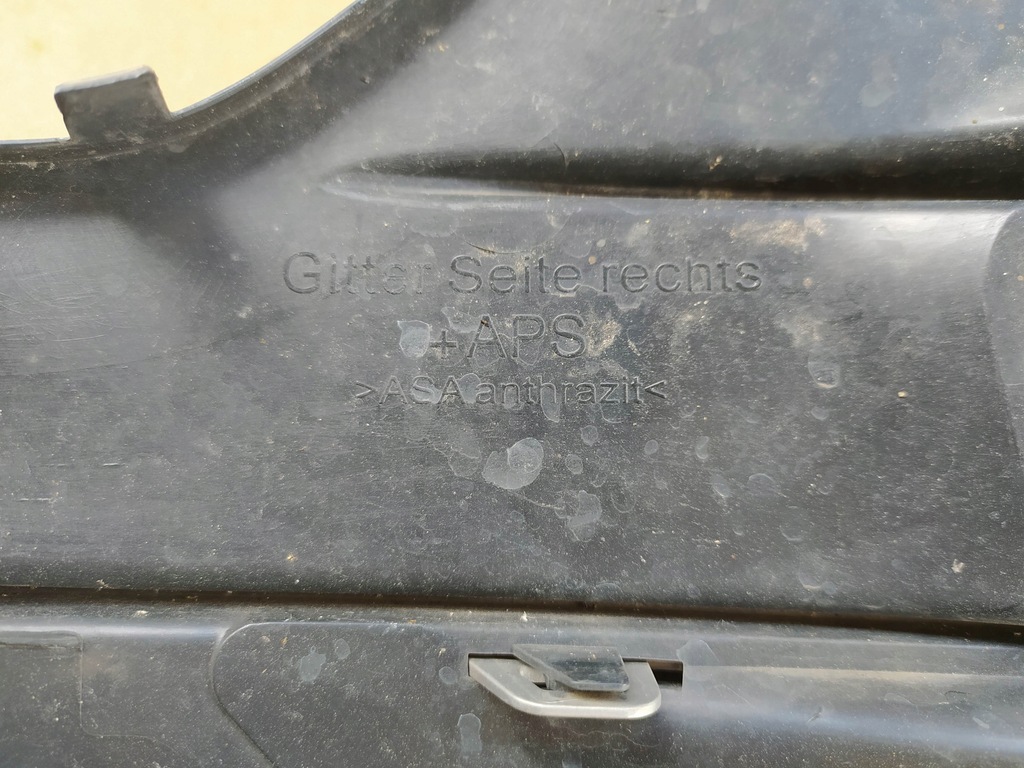 Gitter Seite rechts
+ APS
>ASA anthrazit<